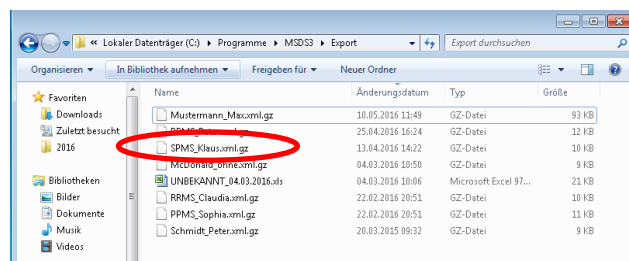 « Lokaler Datenträger (C:) ▸ Programme ▸ MSDS3 ▸ Export
Export durchsuchen
Organisieren In Bibliothek aufnehmen Freigeben für Neuer Ordner
Favoriten
Downloads
Zuletzt besucht
2016
Bibliotheken
Bilder
Dokumente
Musik
Videos
Name Änderungsdatum Typ Größe
Mustermann_Max.xml.gz 10.05.2016 11:49 GZ-Datei 93 KB
25.04.2016 16:24 GZ-Datei 12 KB
SPMS_Klaus.xml.gz 13.04.2016 14:22 GZ-Datei 10 KB
McDonald_ohne.xml.gz 04.03.2016 10:50 GZ-Datei 9 KB
UNBEKANNT_04.03.2016.xls 04.03.2016 10:06 Microsoft Excel 97... 21 KB
RRMS_Claudia.xml.gz 22.02.2016 20:51 GZ-Datei 10 KB
PPMS_Sophia.xml.gz 22.02.2016 20:51 GZ-Datei 11 KB
Schmidt_Peter.xml.gz 20.03.2015 09:32 GZ-Datei 9 KB